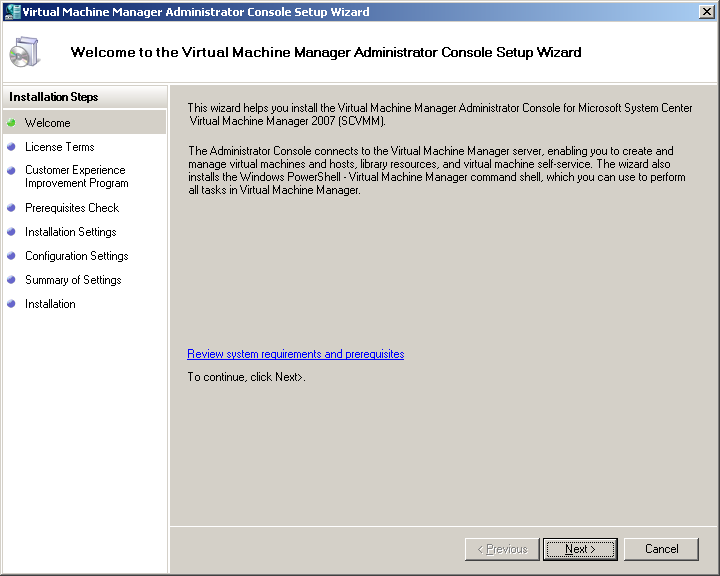 Virtual Machine Manager Administrator Console Setup Wizard
Welcome to the Virtual Machine Manager Administrator Console Setup Wizard
Installation Steps
Welcome
License Terms
Customer Experience
Improvement Program
Prerequisites Check
Installation Settings
Configuration Settings
Summary of Settings
Installation
This wizard helps you install the Virtual Machine Manager Administrator Console for Microsoft System Center
Virtual Machine Manager 2007 (SCVMM).
The Administrator Console connects to the Virtual Machine Manager server, enabling you to create and
manage virtual machines and hosts, library resources, and virtual machine self-service. The wizard also
installs the Windows PowerShell - Virtual Machine Manager command shell, which you can use to perform
all tasks in Virtual Machine Manager.
Review system requirements and prerequisites
To continue, click Next>.
< Previous
Next >
Cancel